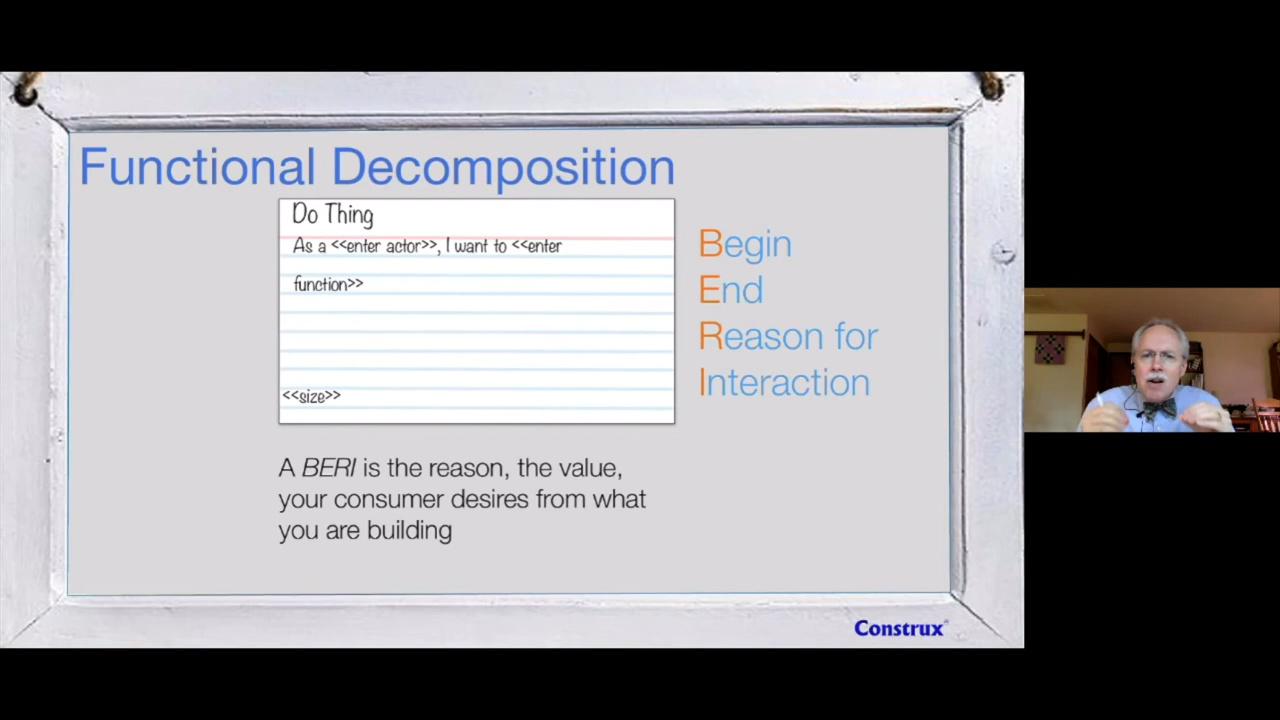 Functional Decomposition
Do Thing
As a <<enter actor>>, I want to <<enter
function>>
<<size>>
Begin
End
Reason for
Interaction
A BERI is the reason, the value,
your consumer desires from what
you are building
Construx